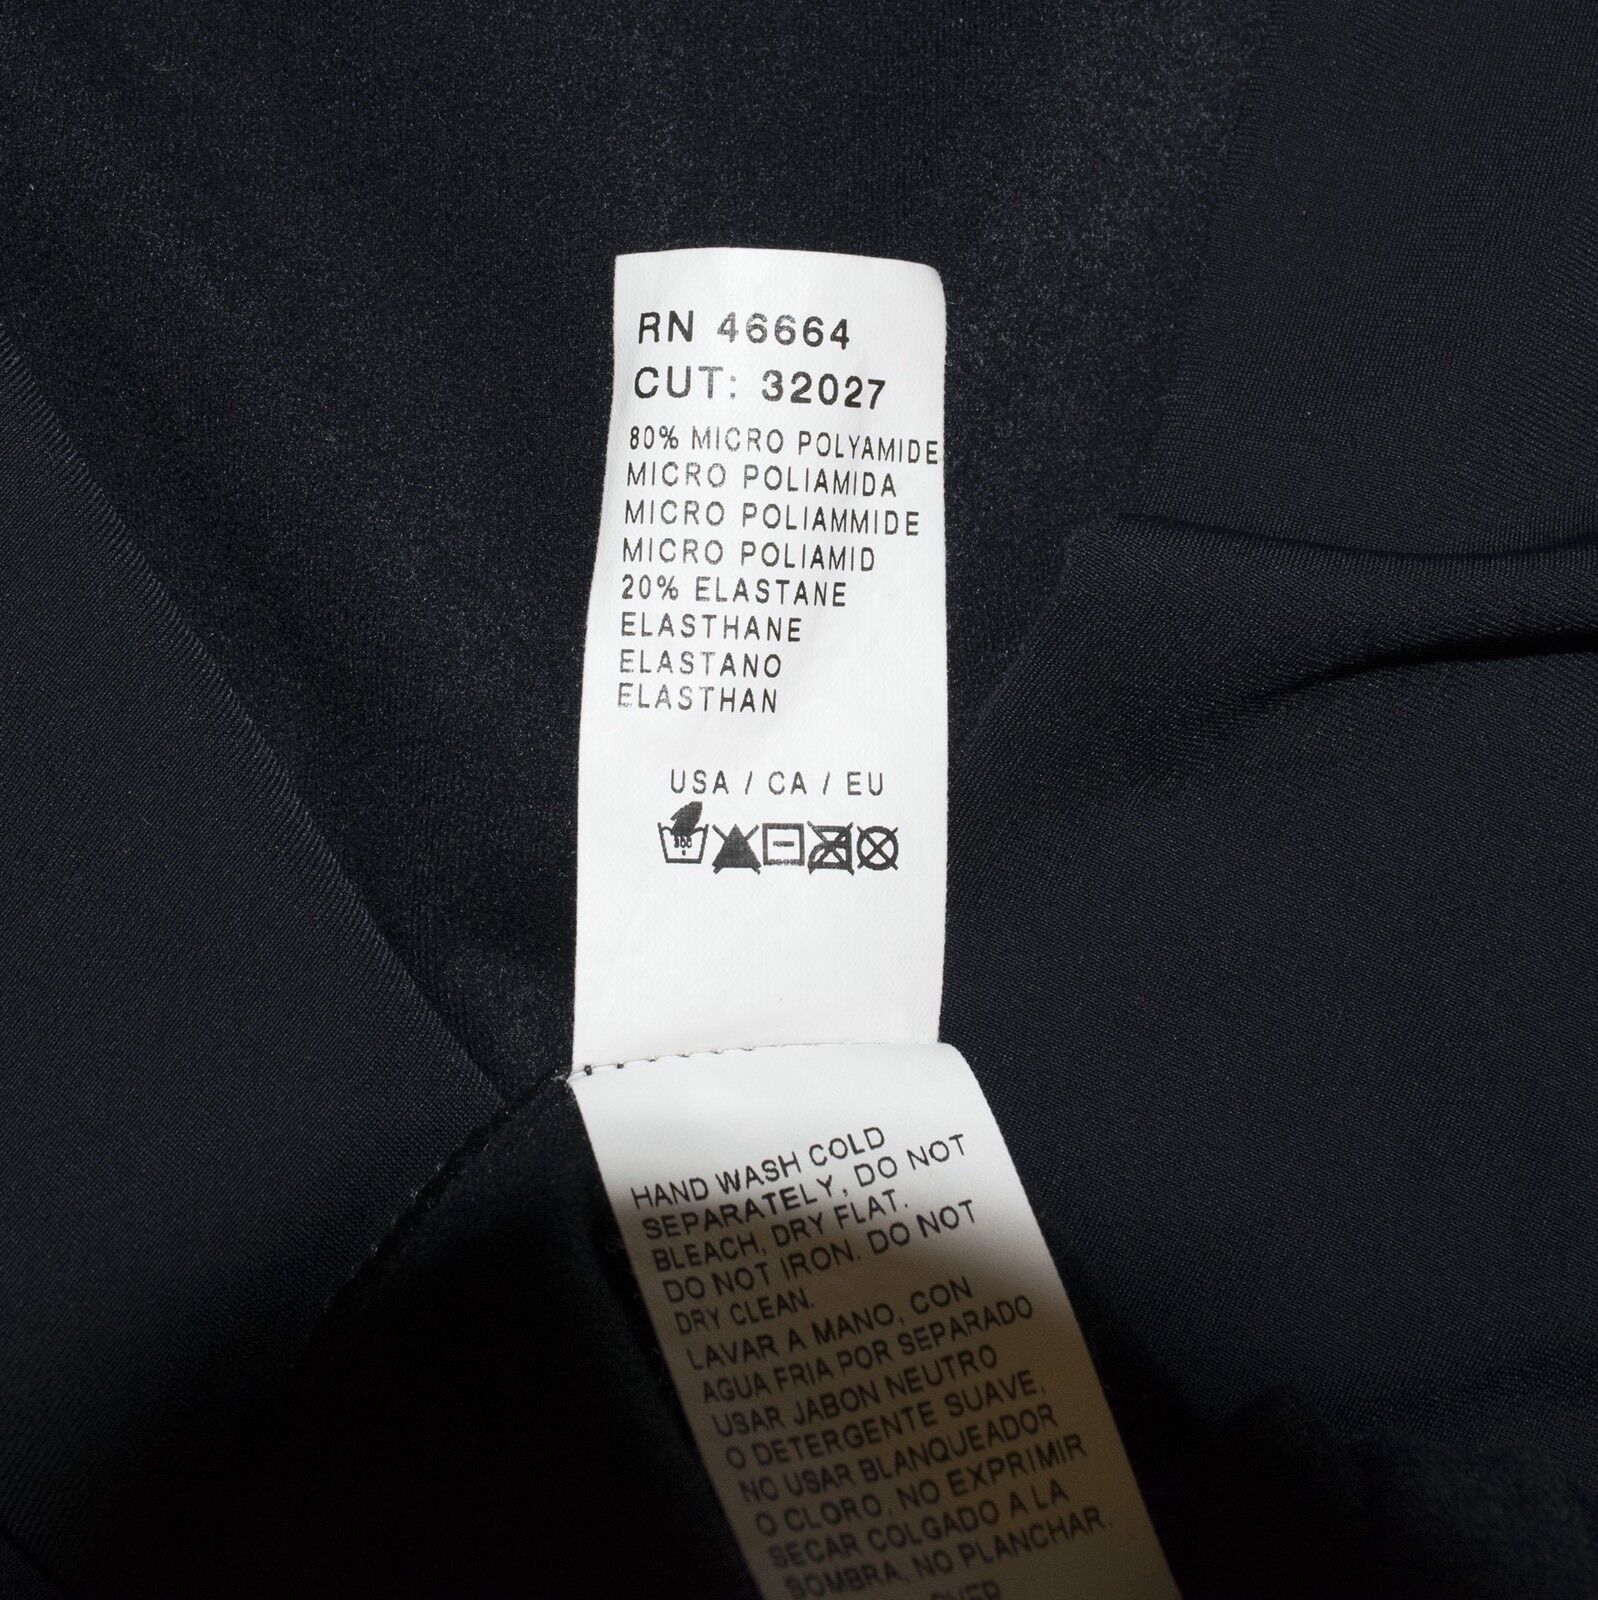 RN 46664
CUT: 32027
80% MICRO POLYAMIDE
MICRO POLIAMIDA
MICRO POLIAMMIDE
MICRO POLIAMID
20% ELASTANE
ELASTHANE
ELASTANO
ELASTHAN
USA / CA / EU
HAND WASH COLD
SEPARATELY, DO NOT
BLEACH, DRY FLAT.
DO NOT IRON. DO NOT
DRY CLEAN.
LAVAR A MANO, CON
AGUA FRIA POR SEPARADO
USAR JABON NEUTRO
O DETERGENTE SUAVE,
NO USAR BLANQUEADOR
O CLORO, NO EXPRIMIR
SECAR COLGADO A LA
SOMBRA, NO PLANCHAR.
OVER